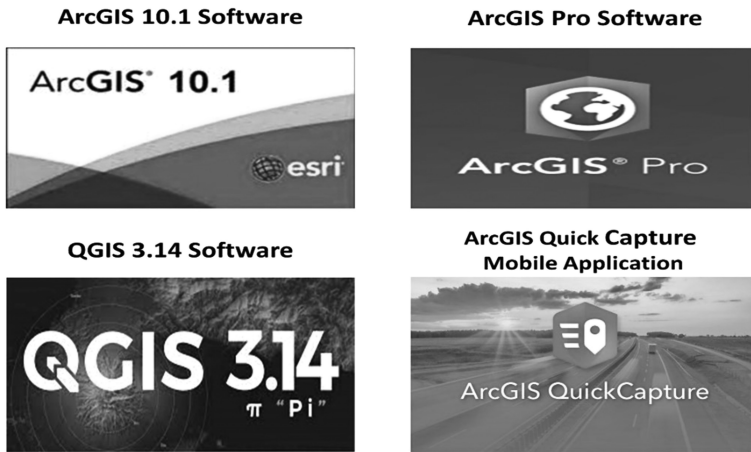 ArcGIS 10.1 Software
ArcGIS® 10.1
esri
ArcGIS Pro Software
ArcGIS® Pro
QGIS 3.14 Software
QGIS 3.14
π “Pi”
ArcGIS Quick Capture
Mobile Application
ArcGIS QuickCapture